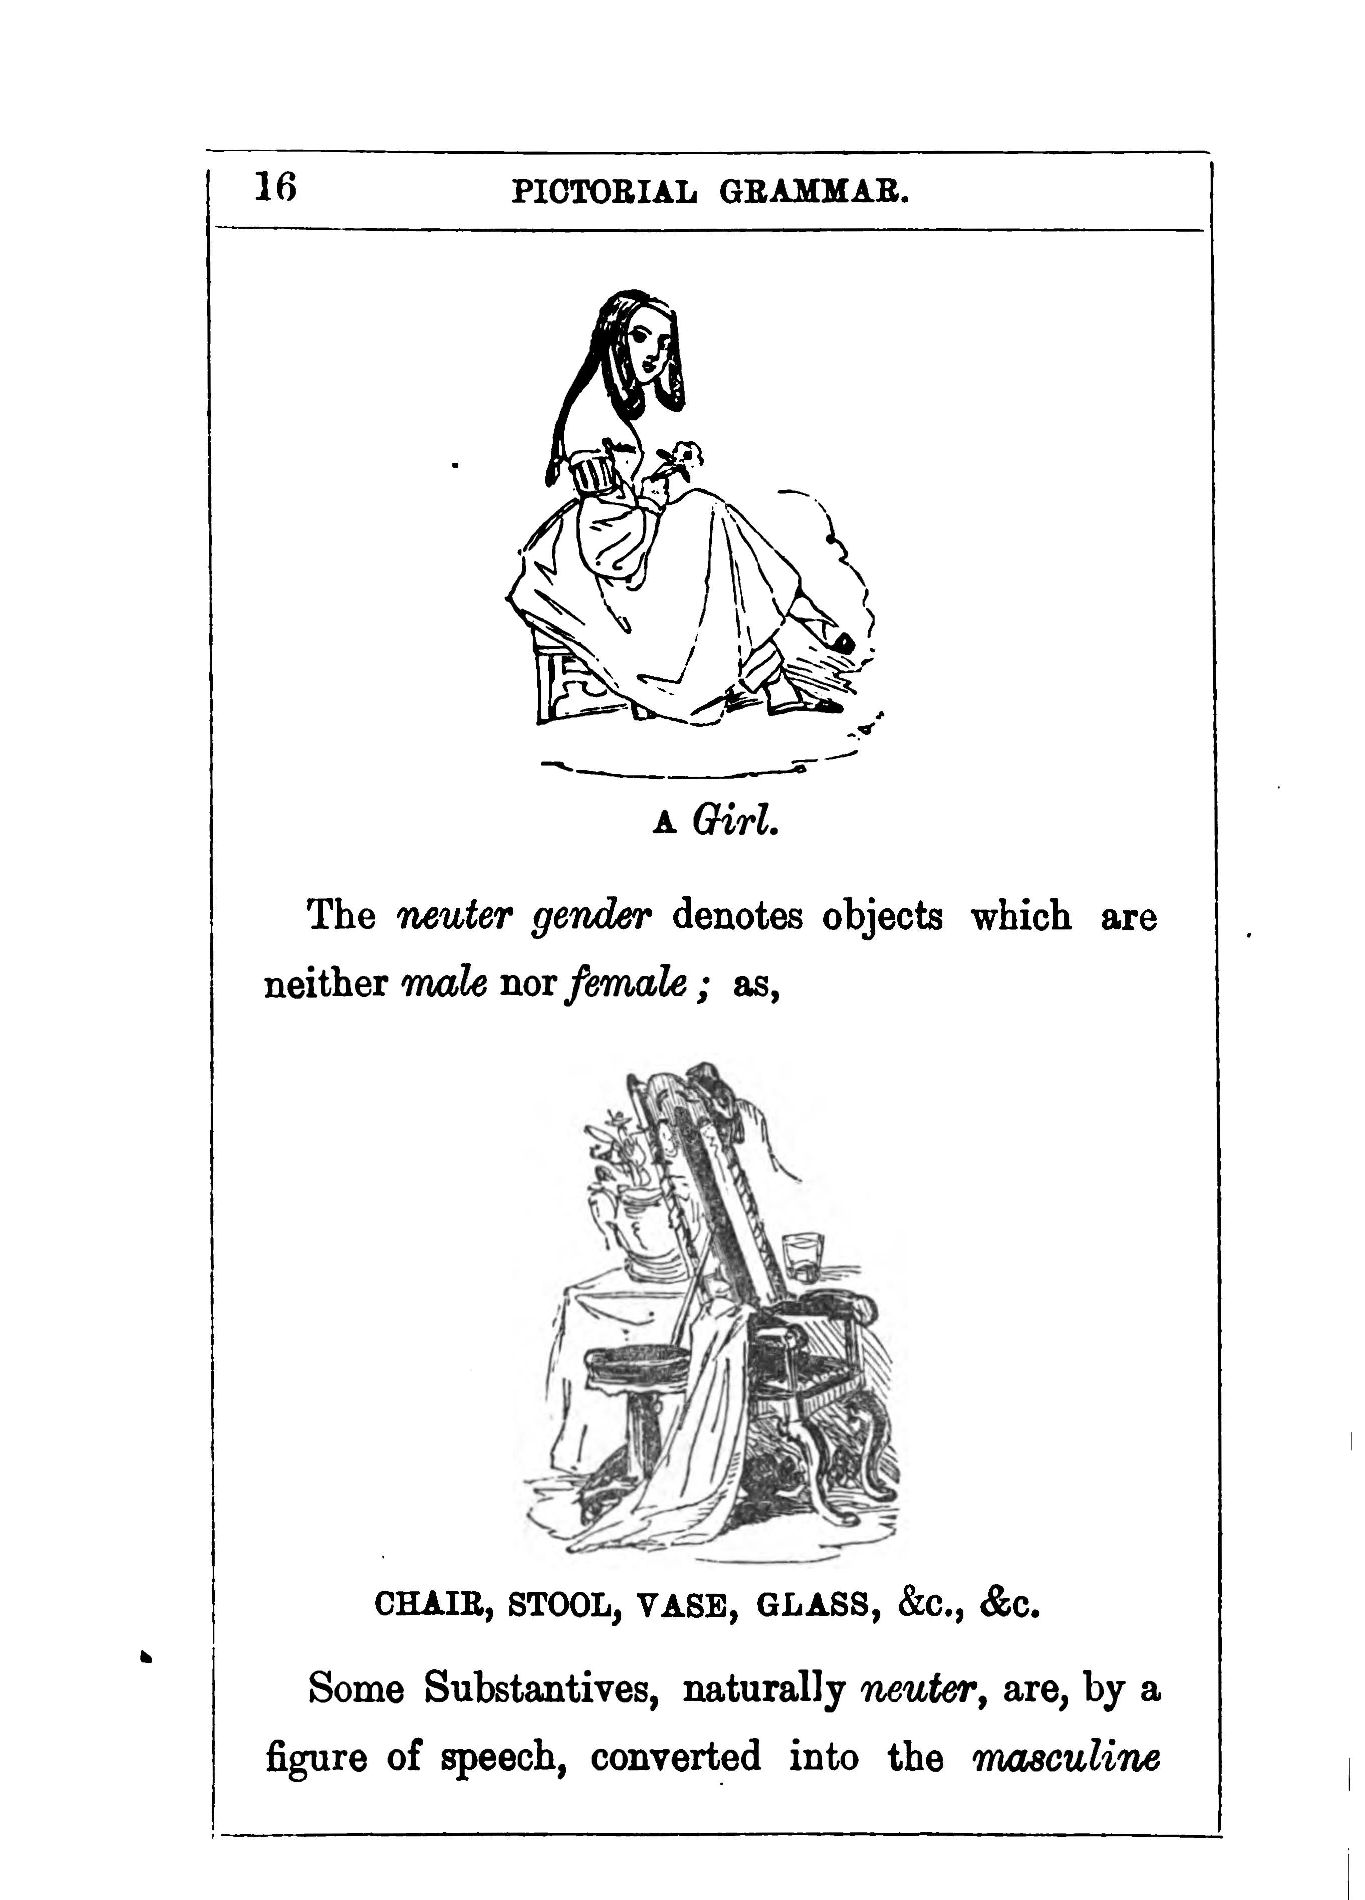 16 PICTORIAL GRAMMAR.
A Girl.
The neuter gender denotes objects which are
neither male nor female ; as,
CHAIR, STOOL, VASE, GLASS, &C., &C.
Some Substantives, naturally neuter, are, by a
figure of speech, converted into the masculine